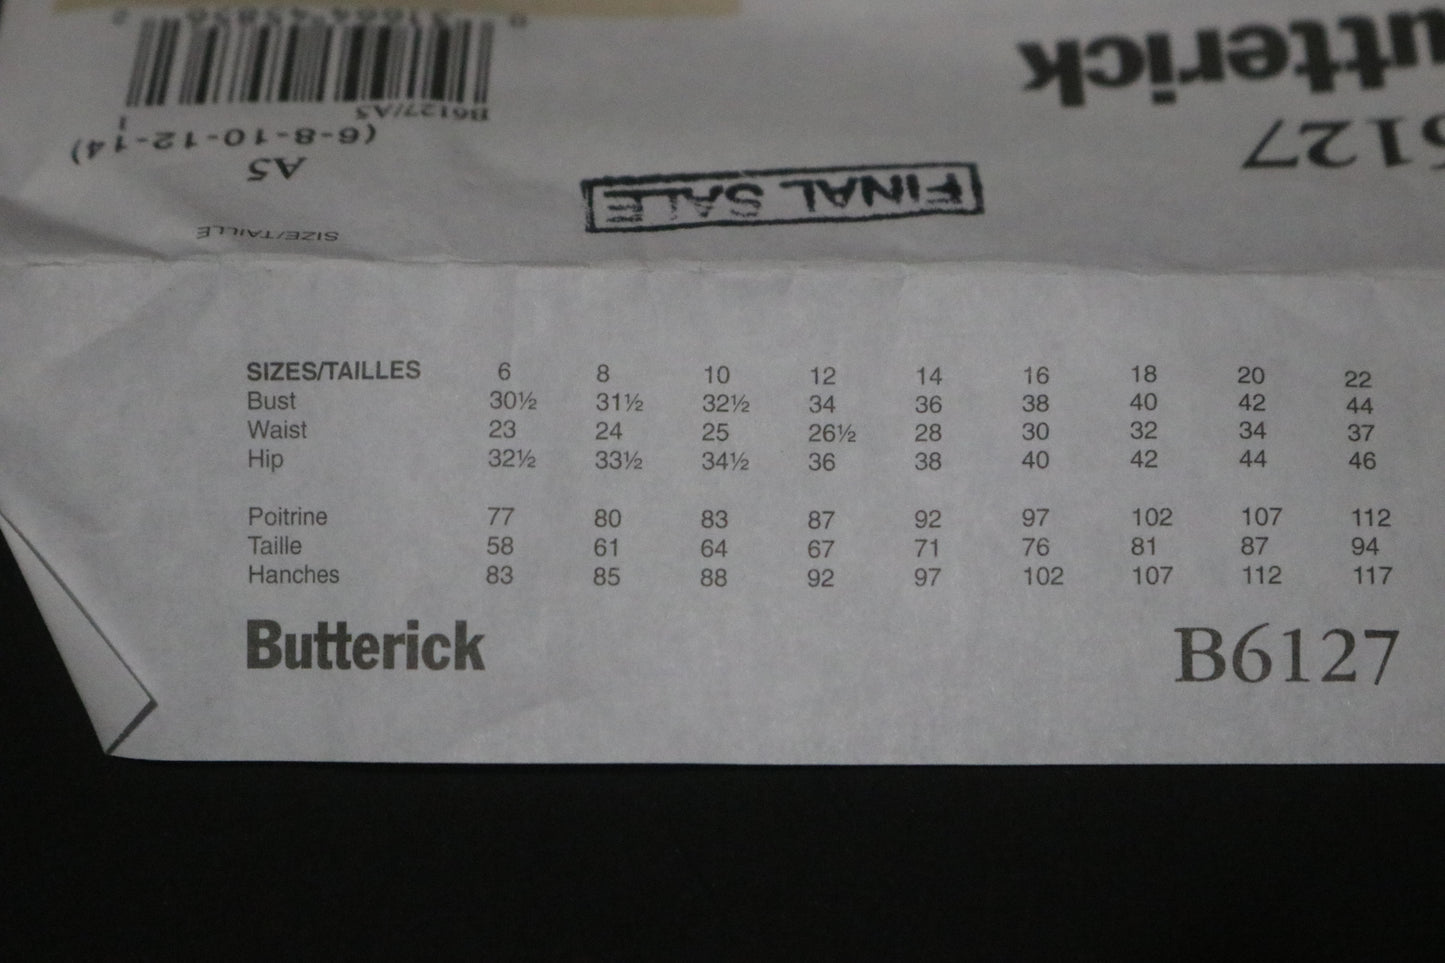 utterick
6127
FINAL SALE
B6127/A5
(6-8-10-12-14)
A5
SIZE/TAILLE
SIZES/TAILLES 6 8 10 12 14 16 18 20 22
Bust 30½ 31½ 32½ 34 36 38 40 42 44
Waist 23 24 25 26½ 28 30 32 34 37
Hip 32½ 33½ 34½ 36 38 40 42 44 46
Poitrine 77 80 83 87 92 97 102 107 112
Taille 58 61 64 67 71 76 81 87 94
Hanches 83 85 88 92 97 102 107 112 117
Butterick B6127